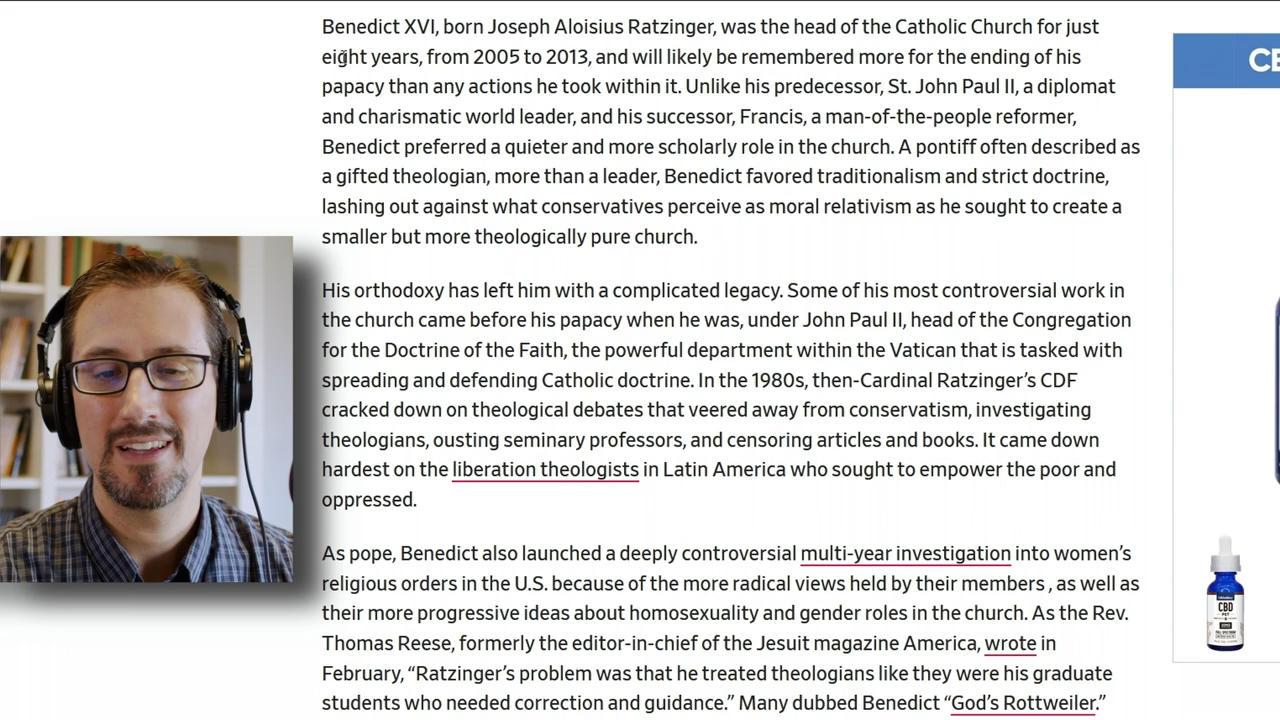 Benedict XVI, born Joseph Aloisius Ratzinger, was the head of the Catholic Church for just
eight years, from 2005 to 2013, and will likely be remembered more for the ending of his
papacy than any actions he took within it. Unlike his predecessor, St. John Paul II, a diplomat
and charismatic world leader, and his successor, Francis, a man-of-the-people reformer,
Benedict preferred a quieter and more scholarly role in the church. A pontiff often described as
a gifted theologian, more than a leader, Benedict favored traditionalism and strict doctrine,
lashing out against what conservatives perceive as moral relativism as he sought to create a
smaller but more theologically pure church.
His orthodoxy has left him with a complicated legacy. Some of his most controversial work in
the church came before his papacy when he was, under John Paul II, head of the Congregation
for the Doctrine of the Faith, the powerful department within the Vatican that is tasked with
spreading and defending Catholic doctrine. In the 1980s, then-Cardinal Ratzinger’s CDF
cracked down on theological debates that veered away from conservatism, investigating
theologians, ousting seminary professors, and censoring articles and books. It came down
hardest on the liberation theologists in Latin America who sought to empower the poor and
oppressed.
As pope, Benedict also launched a deeply controversial multi-year investigation into women’s
religious orders in the U.S. because of the more radical views held by their members , as well as
their more progressive ideas about homosexuality and gender roles in the church. As the Rev.
Thomas Reese, formerly the editor-in-chief of the Jesuit magazine America, wrote in
February, “Ratzinger’s problem was that he treated theologians like they were his graduate
students who needed correction and guidance.” Many dubbed Benedict “God’s Rottweiler.”
CB
CBD
PET